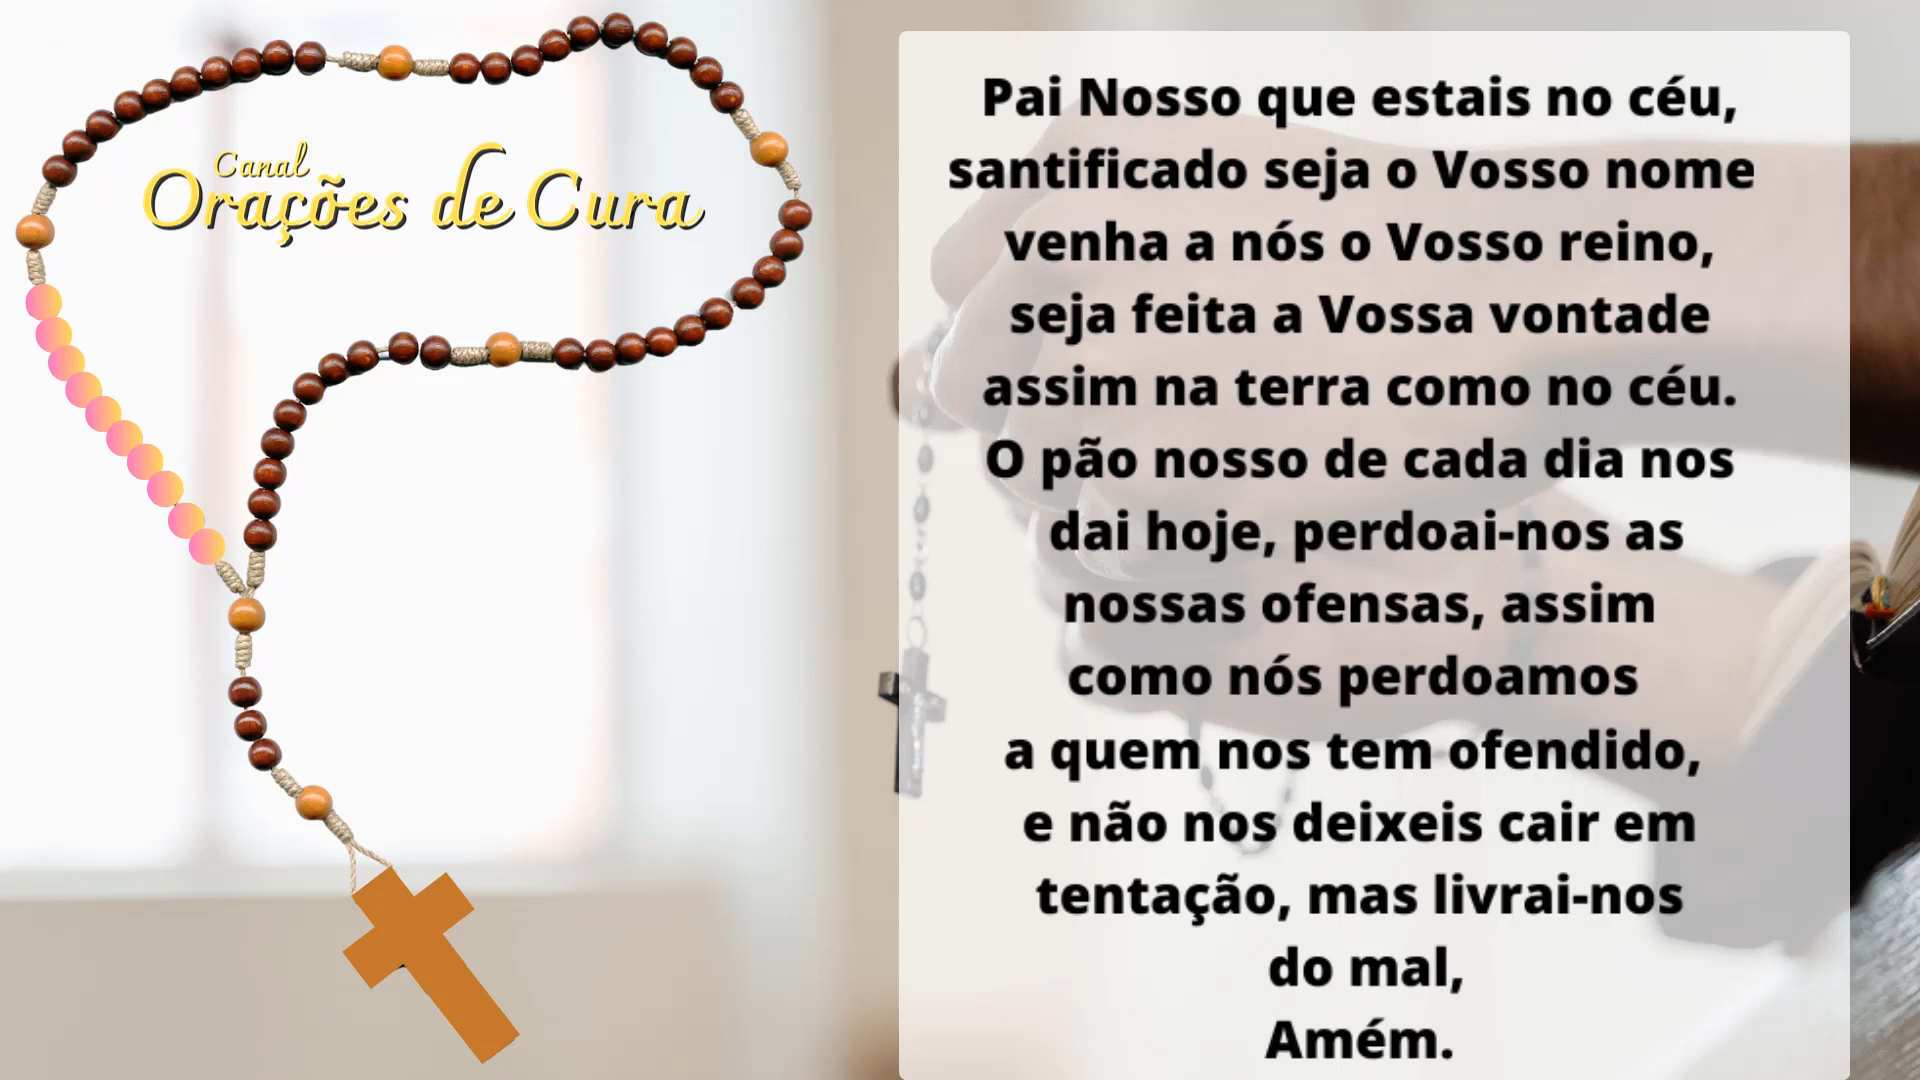 Canal
Orações de Cura
Pai Nosso que estais no céu,
santificado seja o Vosso nome
venha a nós o Vosso reino,
seja feita a Vossa vontade
assim na terra como no céu.
O pão nosso de cada dia nos
dai hoje, perdoai-nos as
nossas ofensas, assim
como nós perdoamos
a quem nos tem ofendido,
e não nos deixeis cair em
tentação, mas livrai-nos
do mal,
Amém.